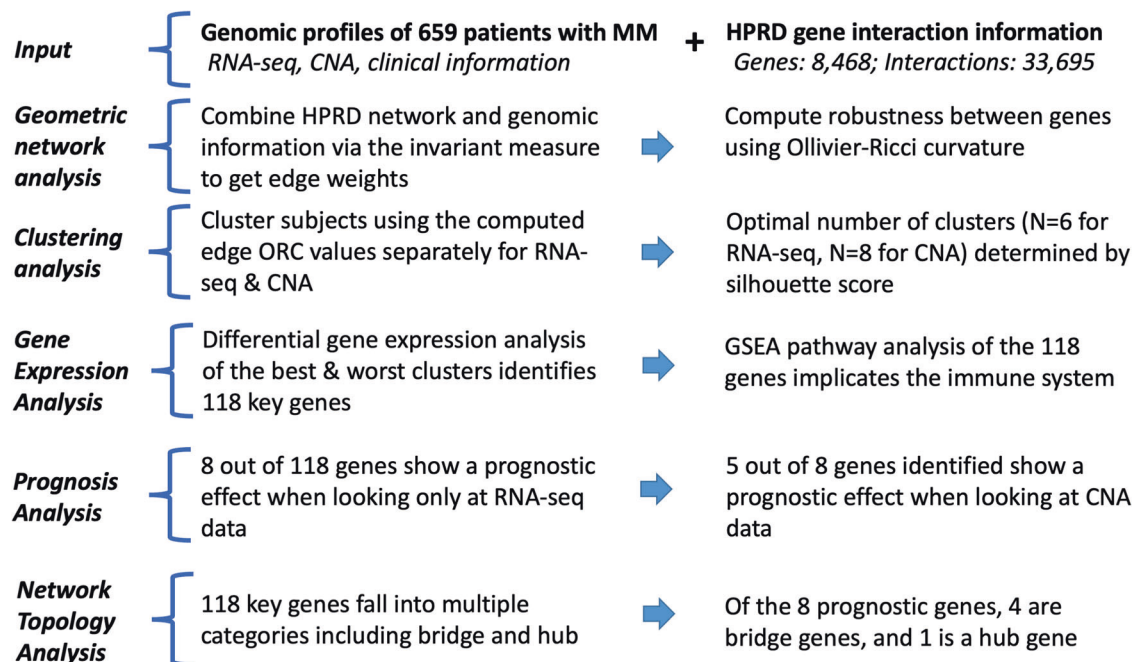 Input
Genomic profiles of 659 patients with MM
RNA-seq, CNA, clinical information
+
HPRD gene interaction information
Genes: 8,468; Interactions: 33,695
Geometric
network
analysis
Combine HPRD network and genomic
information via the invariant measure
to get edge weights
Compute robustness between genes
using Ollivier-Ricci curvature
Clustering
analysis
Cluster subjects using the computed
edge ORC values separately for RNA-
seq & CNA
Optimal number of clusters (N=6 for
RNA-seq, N=8 for CNA) determined by
silhouette score
Gene
Expression
Analysis
Differential gene expression analysis
of the best & worst clusters identifies
118 key genes
GSEA pathway analysis of the 118
genes implicates the immune system
Prognosis
Analysis
8 out of 118 genes show a prognostic
effect when looking only at RNA-seq
data
5 out of 8 genes identified show a
prognostic effect when looking at CNA
data
Network
Topology
Analysis
118 key genes fall into multiple
categories including bridge and hub
Of the 8 prognostic genes, 4 are
bridge genes, and 1 is a hub gene